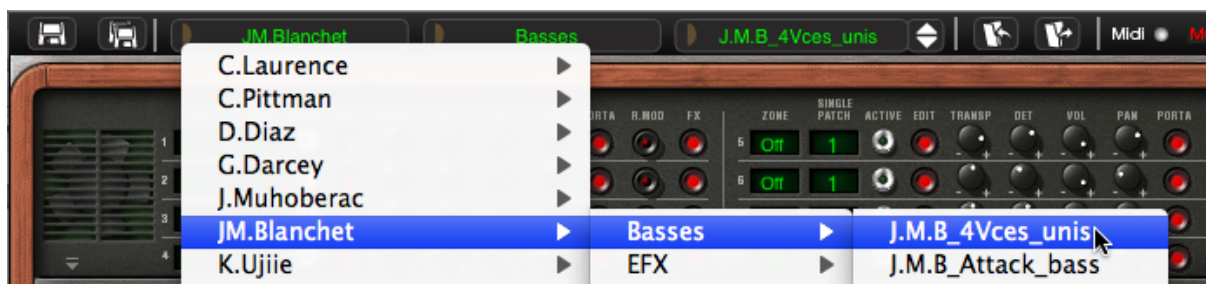 JM.Blanchet Basses J.M.B_4Vces_unis Midi
C.Laurence
C.Pittman
D.Diaz
G.Darcey
J.Muhoberac
JM.Blanchet Basses J.M.B_4Vces_unis
K.Ujiie EFX J.M.B_Attack_bass
R.MOD FX ZONE SINGLE PATCH ACTIVE EDIT TRANSP DET VOL PAN PORTA
1 5 Off 1
2 6 Off 1
3
4